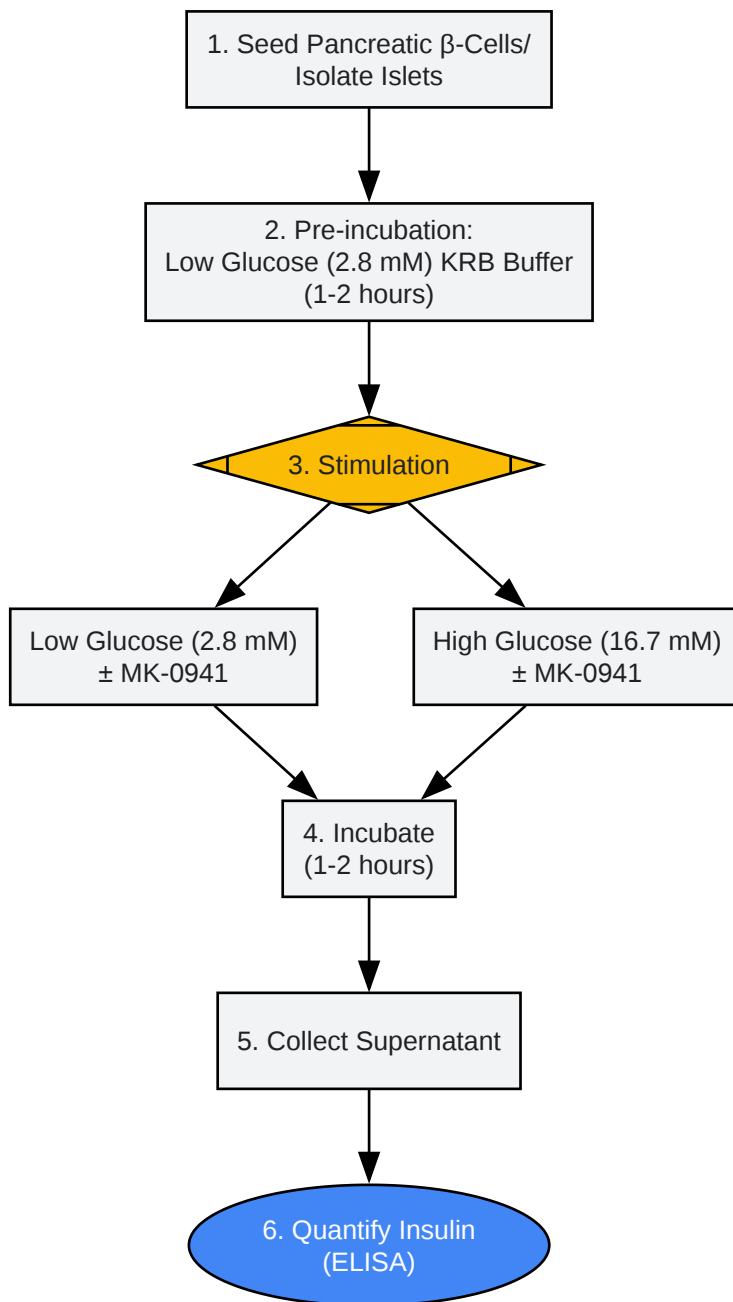 1. Seed Pancreatic β-Cells/
Isolate Islets
2. Pre-incubation:
Low Glucose (2.8 mM) KRB Buffer
(1-2 hours)
3. Stimulation
Low Glucose (2.8 mM)
± MK-0941
High Glucose (16.7 mM)
± MK-0941
4. Incubate
(1-2 hours)
5. Collect Supernatant
6. Quantify Insulin
(ELISA)